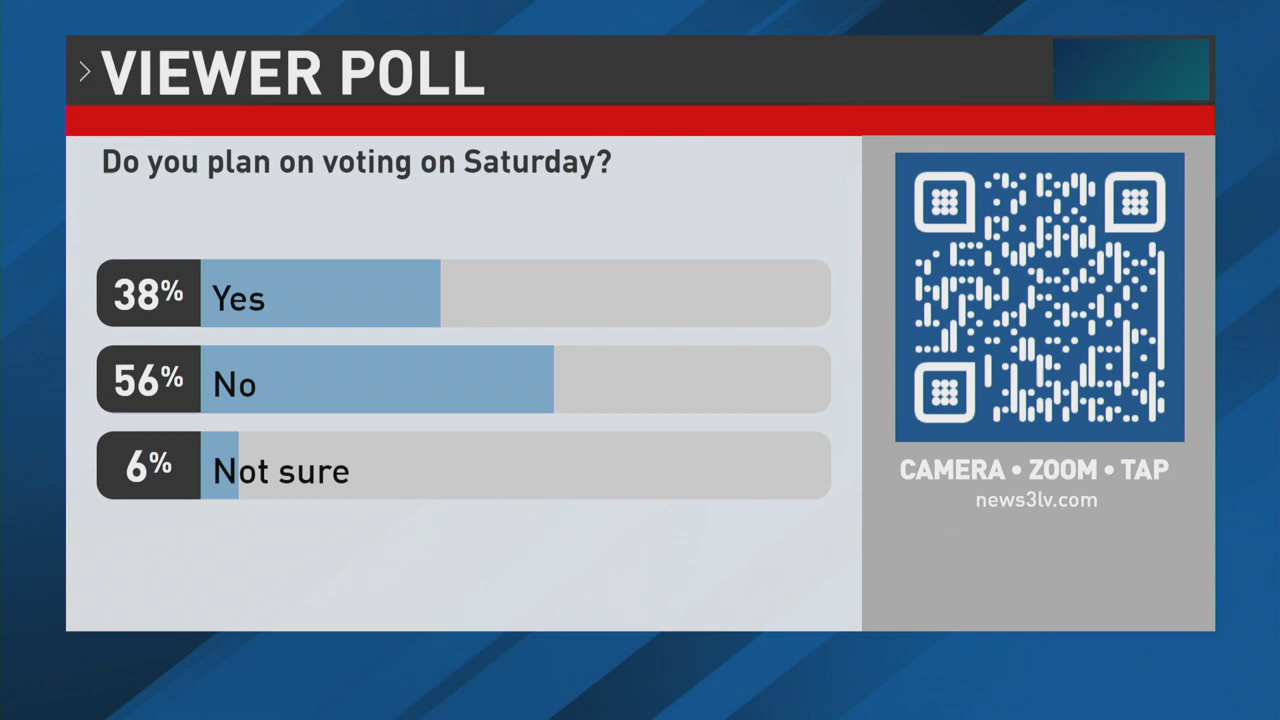 VIEWER POLL
Do you plan on voting on Saturday?
38% Yes
56% No
6% Not sure
CAMERA • ZOOM • TAP
news3lv.com